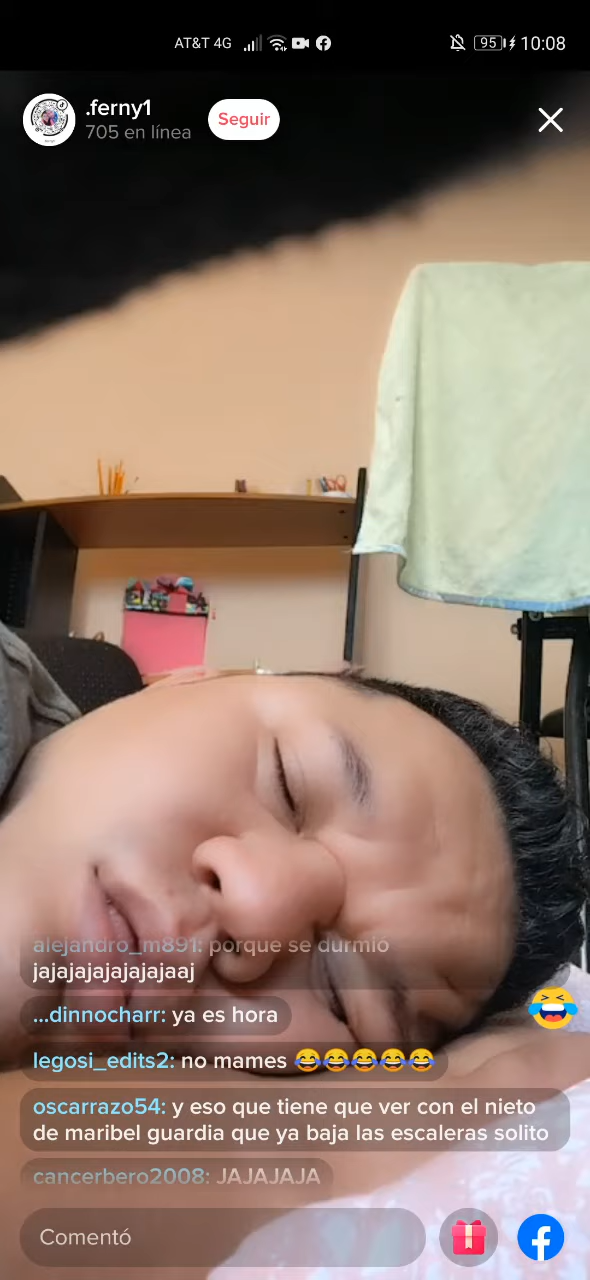 AT&T 4G 95 10:08
.ferny1
705 en línea
Seguir
alejandro_m891: porque se durmió
jajajajajajajajaaj
...dinnocharr: ya es hora
legosi_edits2: no mames 😂😂😂😂😂
oscarrazo54: y eso que tiene que ver con el nieto
de maribel guardia que ya baja las escaleras solito
cancerbero2008: JAJAJAJA
Comentó